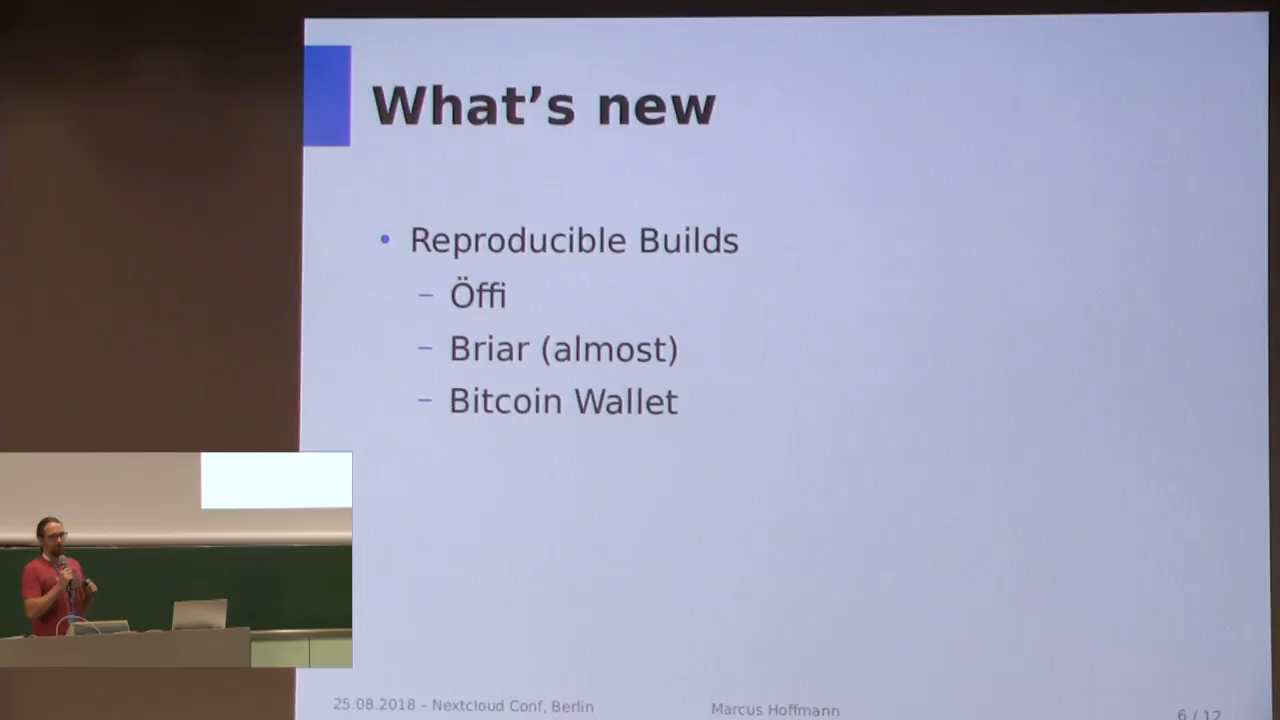 What’s new
• Reproducible Builds
– Öffi
– Briar (almost)
– Bitcoin Wallet
25.08.2018 – Nextcloud Conf, Berlin Marcus Hoffmann 6 / 12